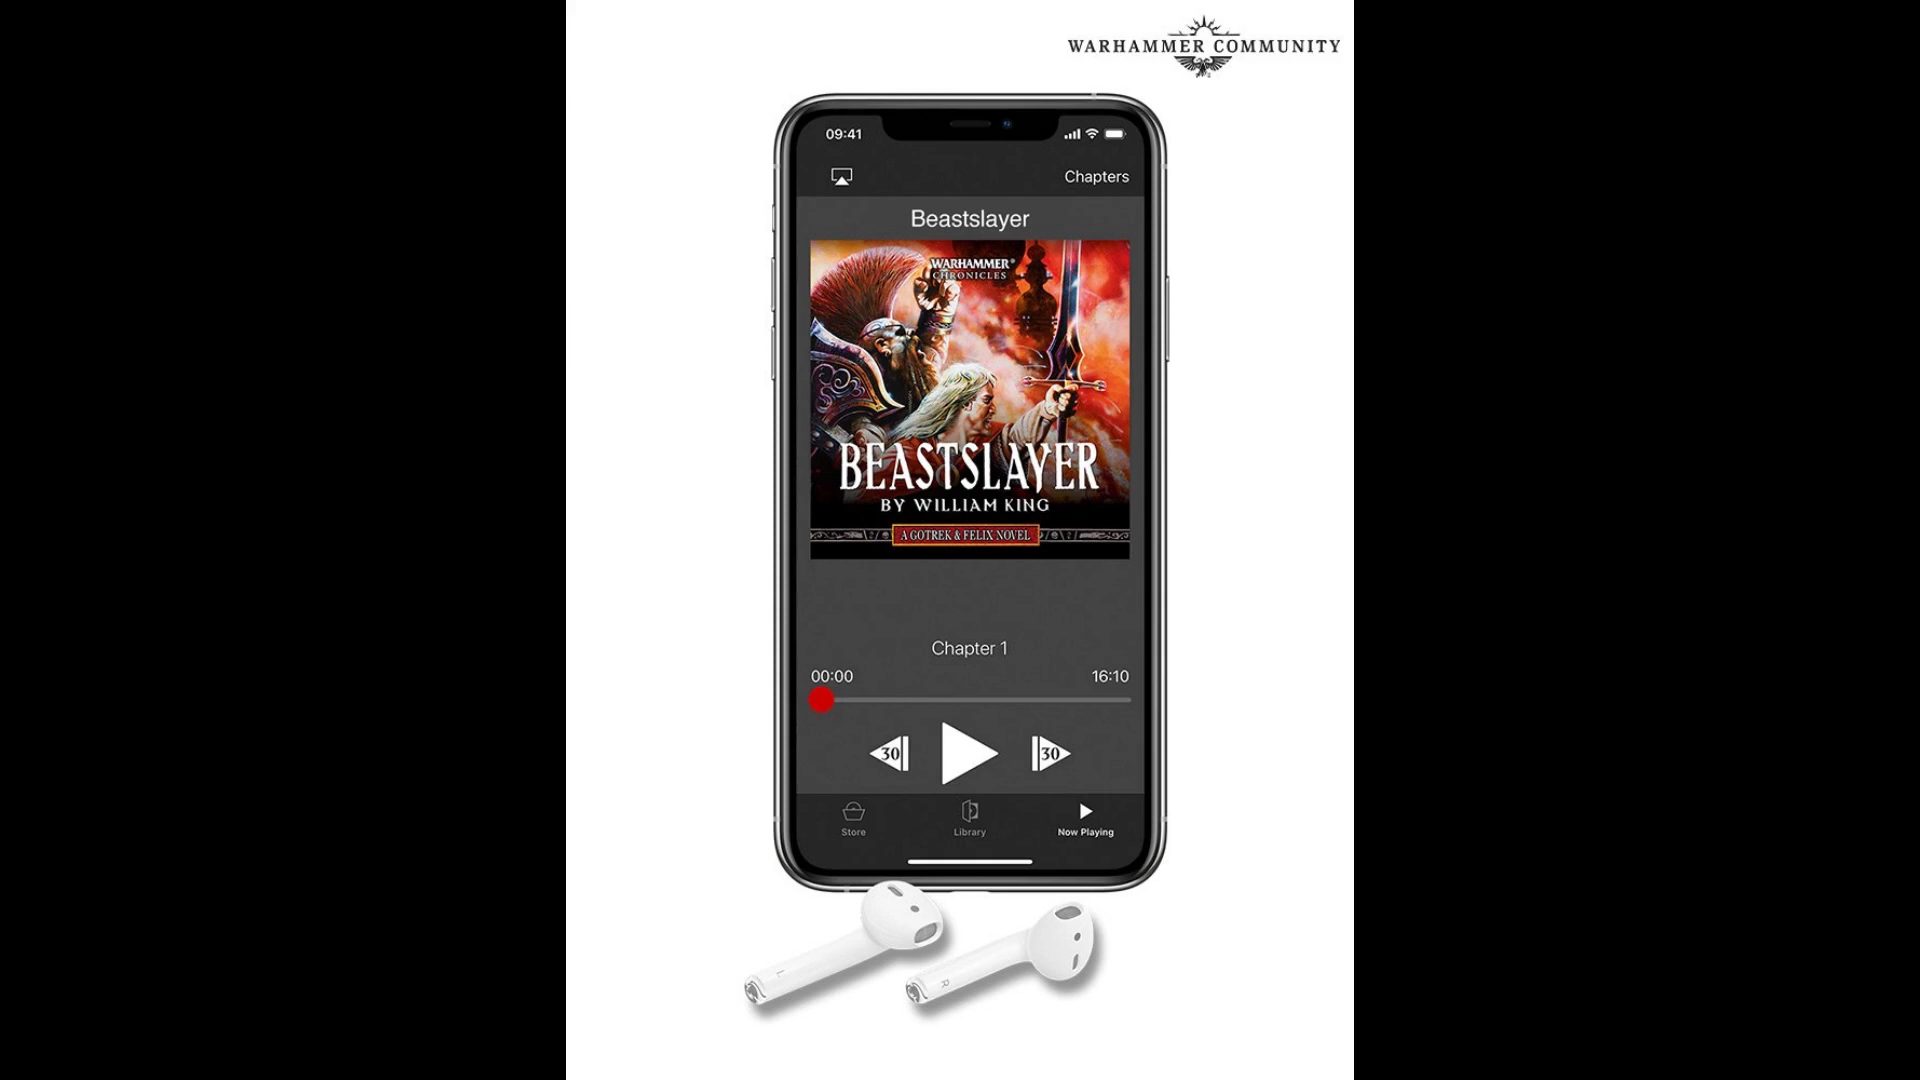 WARHAMMER COMMUNITY
09:41
Chapters
Beastslayer
WARHAMMER®
CHRONICLES
BEASTSLAYER
BY WILLIAM KING
A GOTREK & FELIX NOVEL
Chapter 1
00:00 16:10
30 30
Store Library Now Playing
L R